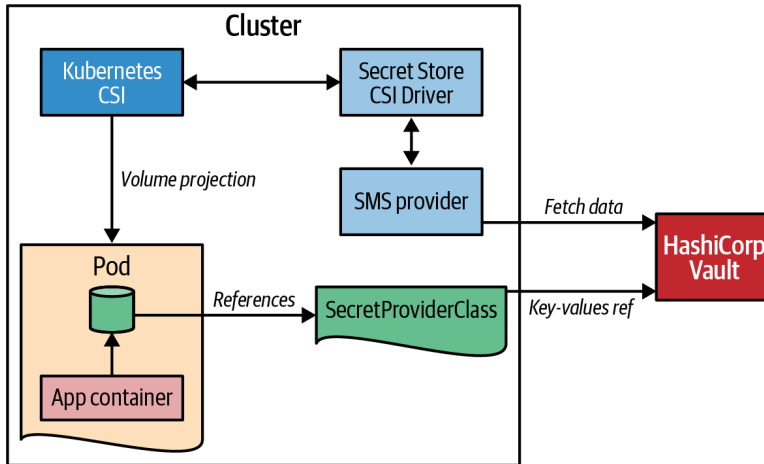 Cluster
Kubernetes
CSI
Secret Store
CSI Driver
Volume projection
SMS provider
Fetch data
HashiCorp
Vault
Pod
References
SecretProviderClass
Key-values ref
App container